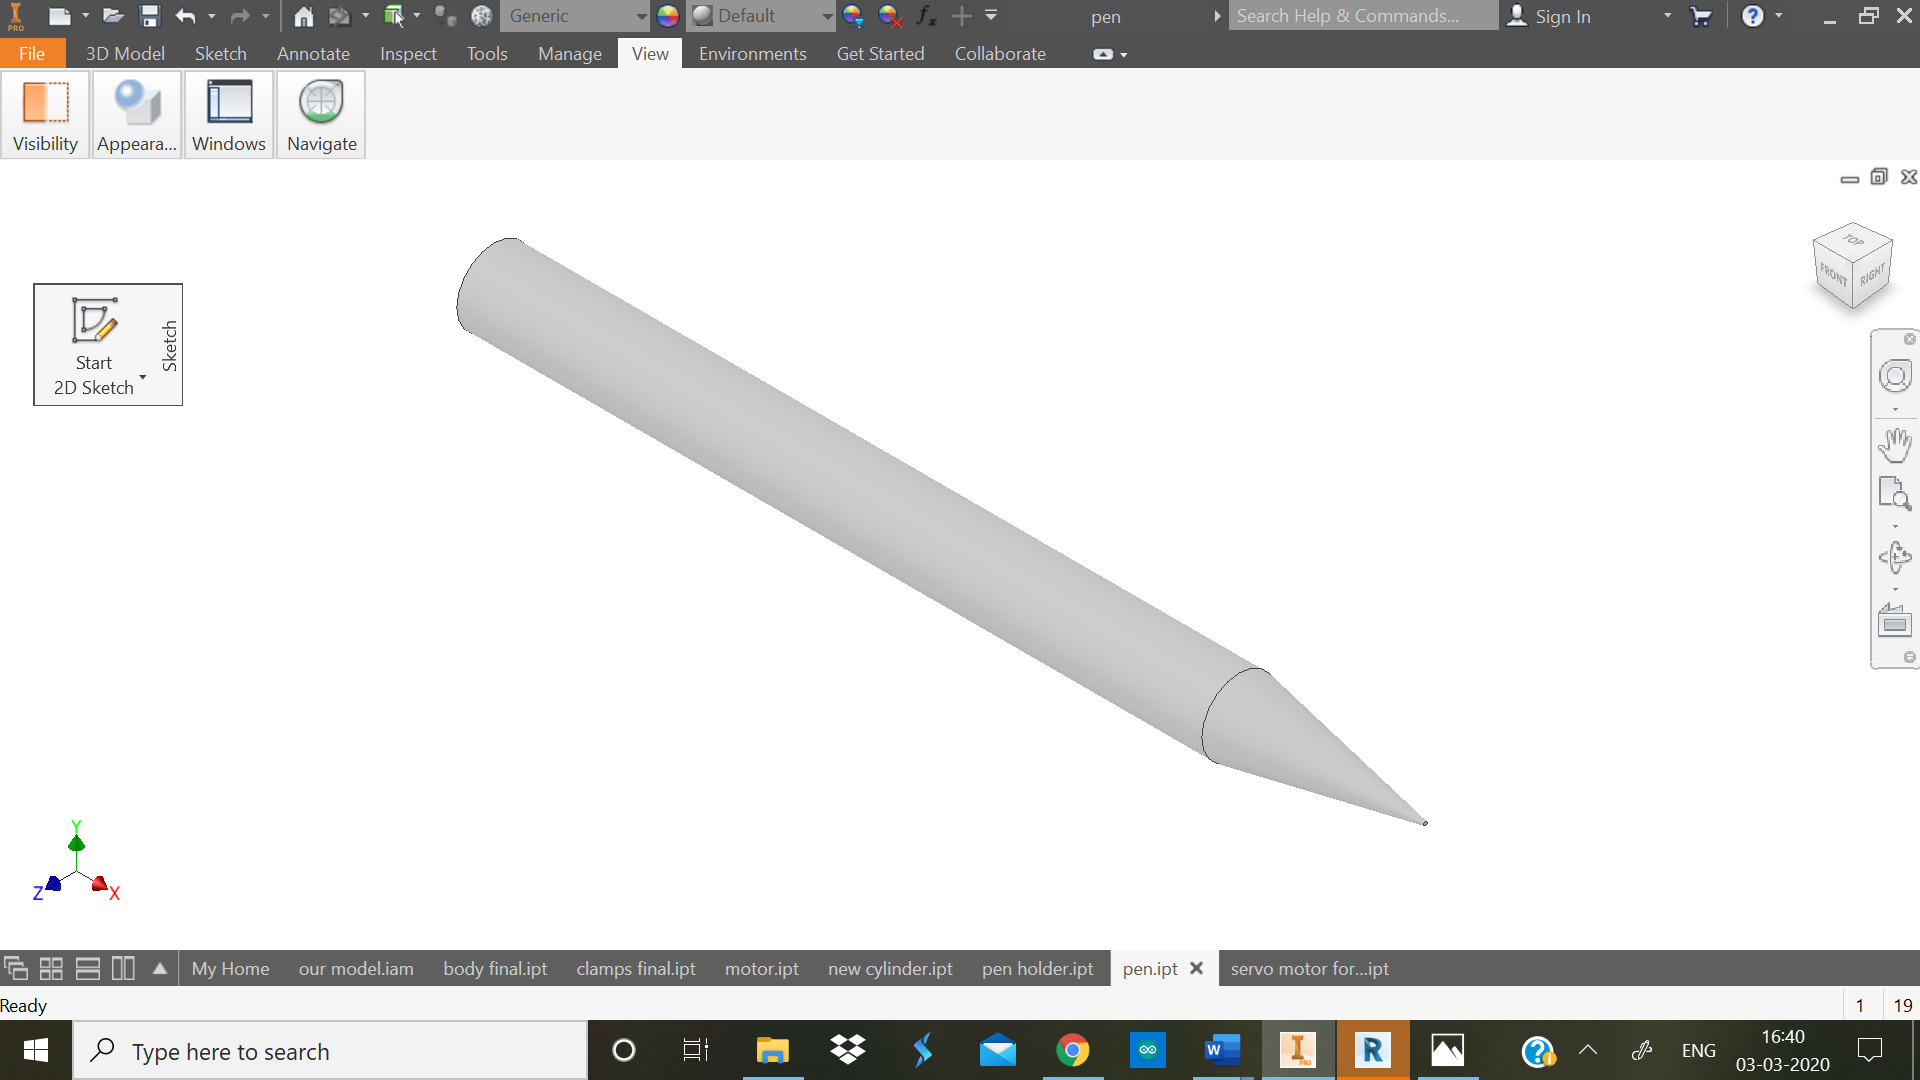 PRO
Generic
Default
pen
Search Help & Commands...
Sign In
File
3D Model
Sketch
Annotate
Inspect
Tools
Manage
View
Environments
Get Started
Collaborate
Visibility
Appeara...
Windows
Navigate
TOP
FRONT
RIGHT
Start
2D Sketch
Sketch
Y
Z
X
My Home
our model.iam
body final.ipt
clamps final.ipt
motor.ipt
new cylinder.ipt
pen holder.ipt
pen.ipt
servo motor for...ipt
Ready
1
19
Type here to search
W
I
PRO
R
ENG
16:40
03-03-2020